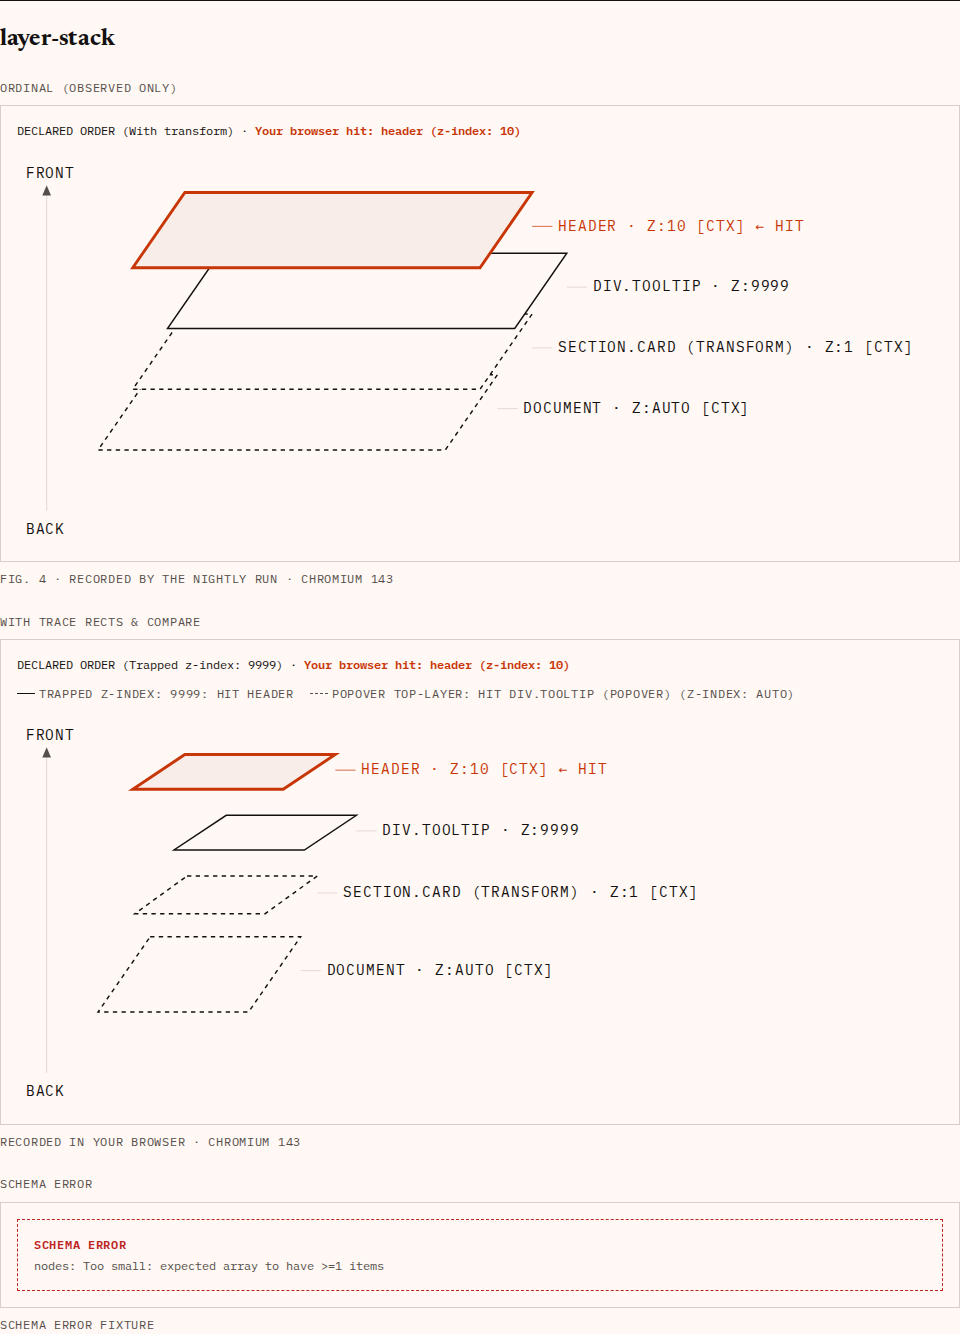 layer-stack
ORDINAL (OBSERVED ONLY)
DECLARED ORDER (With transform) · Your browser hit: header (z-index: 10)
FRONT
HEADER · Z:10 [CTX] ← HIT
DIV.TOOLTIP · Z:9999
SECTION.CARD (TRANSFORM) · Z:1 [CTX]
DOCUMENT · Z:AUTO [CTX]
BACK
FIG. 4 · RECORDED BY THE NIGHTLY RUN · CHROMIUM 143
WITH TRACE RECTS & COMPARE
DECLARED ORDER (Trapped z-index: 9999) · Your browser hit: header (z-index: 10)
TRAPPED Z-INDEX: 9999: HIT HEADER POPOVER TOP-LAYER: HIT DIV.TOOLTIP (POPOVER) (Z-INDEX: AUTO)
FRONT
HEADER · Z:10 [CTX] ← HIT
DIV.TOOLTIP · Z:9999
SECTION.CARD (TRANSFORM) · Z:1 [CTX]
DOCUMENT · Z:AUTO [CTX]
BACK
RECORDED IN YOUR BROWSER · CHROMIUM 143
SCHEMA ERROR
SCHEMA ERROR
nodes: Too small: expected array to have >=1 items
SCHEMA ERROR FIXTURE